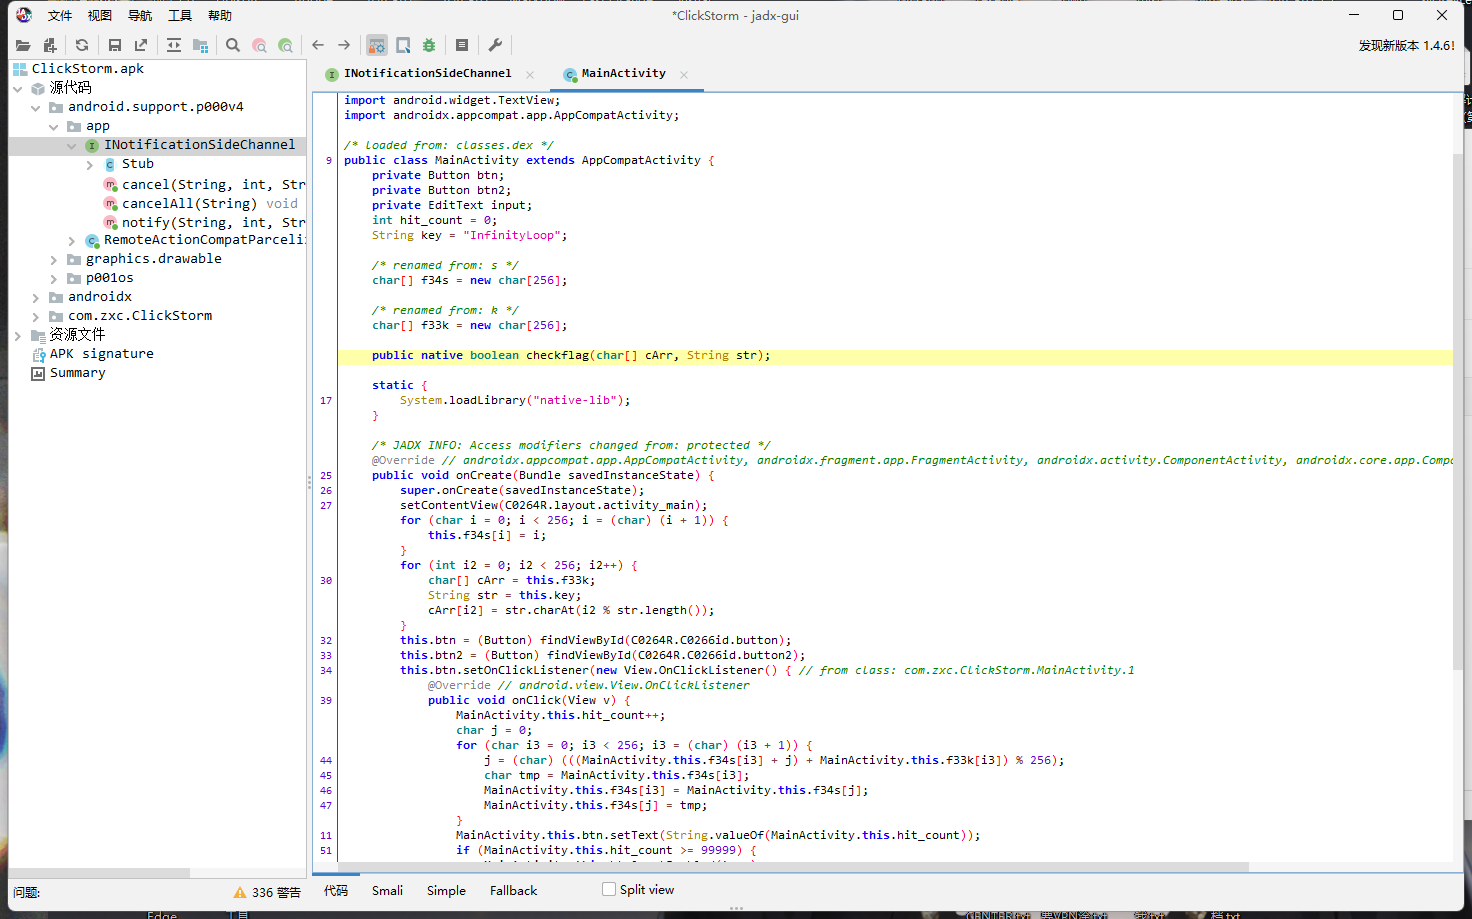 *ClickStorm - jadx-gui
文件 视图 导航 工具 帮助
发现新版本 1.4.6!
ClickStorm.apk
源代码
android.support.p000v4
app
INotificationSideChannel
Stub
cancel(String, int, Str
cancelAll(String) void
notify(String, int, Str
RemoteActionCompatParceli
graphics.drawable
p001os
androidx
com.zxc.ClickStorm
资源文件
APK signature
Summary
问题:
336 警告
INotificationSideChannel
MainActivity
import android.widget.TextView;
import androidx.appcompat.app.AppCompatActivity;
/* loaded from: classes.dex */
9 public class MainActivity extends AppCompatActivity {
private Button btn;
private Button btn2;
private EditText input;
int hit_count = 0;
String key = "InfinityLoop";
/* renamed from: s */
char[] f34s = new char[256];
/* renamed from: k */
char[] f33k = new char[256];
public native boolean checkflag(char[] cArr, String str);
static {
17 System.loadLibrary("native-lib");
}
/* JADX INFO: Access modifiers changed from: protected */
@Override // androidx.appcompat.app.AppCompatActivity, androidx.fragment.app.FragmentActivity, androidx.activity.ComponentActivity, androidx.core.app.Compo
25 public void onCreate(Bundle savedInstanceState) {
26 super.onCreate(savedInstanceState);
27 setContentView(C0264R.layout.activity_main);
for (char i = 0; i < 256; i = (char) (i + 1)) {
this.f34s[i] = i;
}
for (int i2 = 0; i2 < 256; i2++) {
30 char[] cArr = this.f33k;
String str = this.key;
cArr[i2] = str.charAt(i2 % str.length());
}
32 this.btn = (Button) findViewById(C0264R.C0266id.button);
33 this.btn2 = (Button) findViewById(C0264R.C0266id.button2);
34 this.btn.setOnClickListener(new View.OnClickListener() { // from class: com.zxc.ClickStorm.MainActivity.1
@Override // android.view.View.OnClickListener
39 public void onClick(View v) {
MainActivity.this.hit_count++;
char j = 0;
for (char i3 = 0; i3 < 256; i3 = (char) (i3 + 1)) {
44 j = (char) (((MainActivity.this.f34s[i3] + j) + MainActivity.this.f33k[i3]) % 256);
45 char tmp = MainActivity.this.f34s[i3];
46 MainActivity.this.f34s[i3] = MainActivity.this.f34s[j];
47 MainActivity.this.f34s[j] = tmp;
}
11 MainActivity.this.btn.setText(String.valueOf(MainActivity.this.hit_count));
51 if (MainActivity.this.hit_count >= 99999) {
代码 Smali Simple Fallback Split view